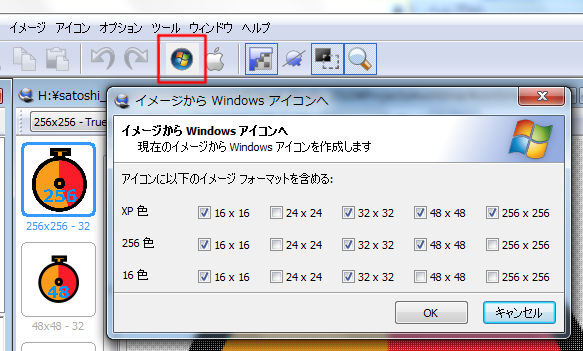 イメージ アイコン オプション ツール ウィンドウ ヘルプ
H:¥satoshi_
イメージから Windows アイコンへ
256x256 - True
イメージから Windows アイコンへ
現在のイメージから Windows アイコンを作成します
アイコンに以下のイメージ フォーマットを含める:
XP 色 16 x 16 24 x 24 32 x 32 48 x 48 256 x 256
256 色 16 x 16 24 x 24 32 x 32 48 x 48 256 x 256
16 色 16 x 16 24 x 24 32 x 32 48 x 48 256 x 256
OK キャンセル
256
256x256 - 32
48
48x48 - 32